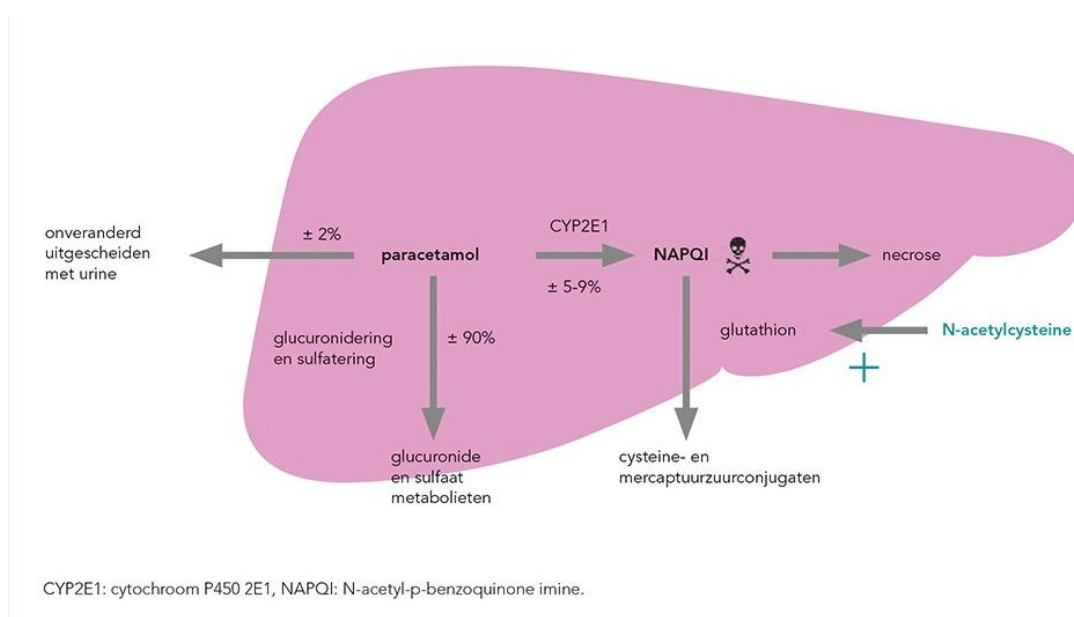 onveranderd
uitgescheiden
met urine
± 2%
paracetamol
CYP2E1
± 5-9%
NAPQI
necrose
glucuronidering
en sulfatering
± 90%
glutathion
N-acetylcysteine
+
glucuronide
en sulfaat
metabolieten
cysteine- en
mercaptuurzuurconjugaten
CYP2E1: cytochroom P450 2E1, NAPQI: N-acetyl-p-benzoquinone imine.